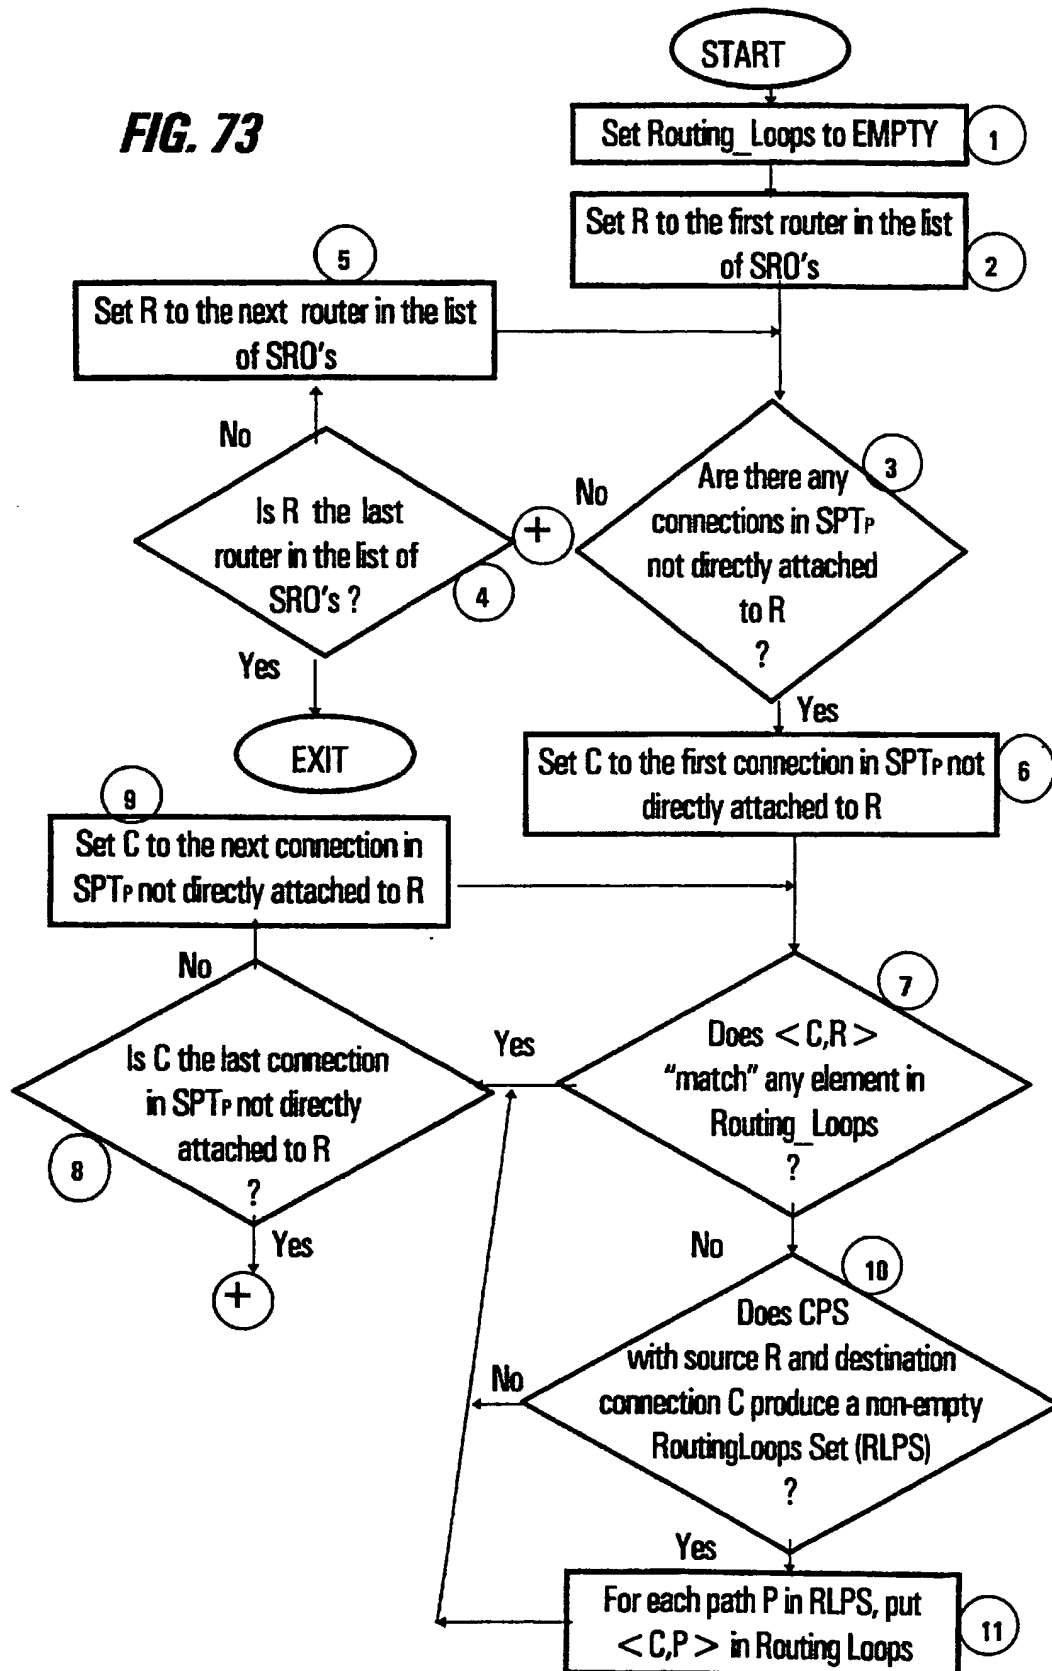 FIG. 73
START
Set Routing_Loops to EMPTY
1
Set R to the first router in the list
of SRO's
2
5
Set R to the next router in the list
of SRO's
No
Is R the last
router in the list of
SRO's ?
4
+
Yes
EXIT
3
No
Are there any
connections in SPTP
not directly attached
to R
?
Yes
Set C to the first connection in SPTP not
directly attached to R
6
9
Set C to the next connection in
SPTP not directly attached to R
No
Is C the last connection
in SPTP not directly
attached to R
?
8
Yes
+
7
Yes
Does <C,R>
"match" any element in
Routing_Loops
?
No
10
Does CPS
with source R and destination
connection C produce a non-empty
RoutingLoops Set (RLPS)
?
No
Yes
For each path P in RLPS, put
<C,P> in Routing Loops
11